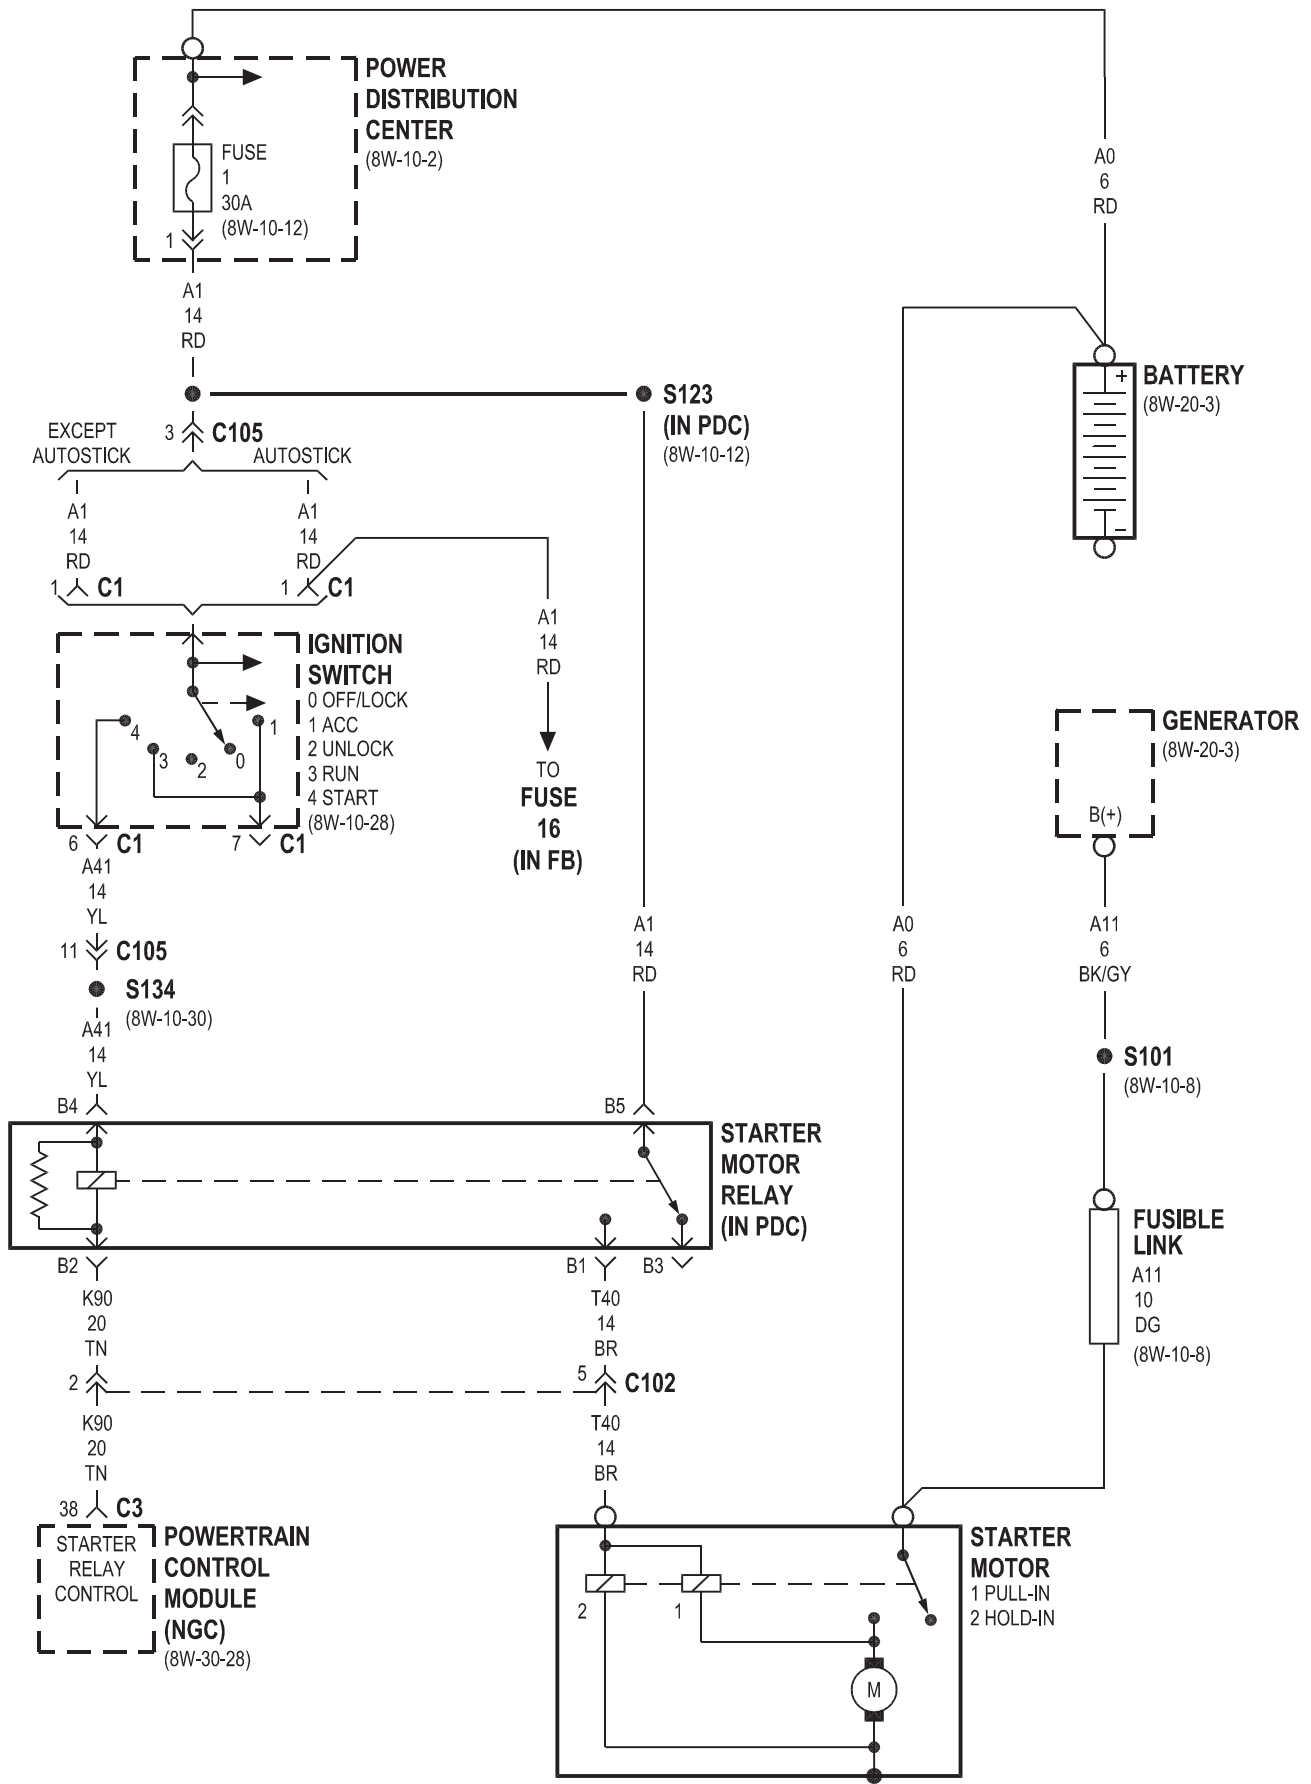 POWER
DISTRIBUTION
CENTER
(8W-10-2)
FUSE
1
30A
(8W-10-12)
1
A1
14
RD
A0
6
RD
S123
(IN PDC)
(8W-10-12)
3
C105
EXCEPT
AUTOSTICK
AUTOSTICK
A1
14
RD
A1
14
RD
1
C1
1
C1
BATTERY
(8W-20-3)
+
-
A1
14
RD
TO
FUSE
16
(IN FB)
IGNITION
SWITCH
0 OFF/LOCK
1 ACC
2 UNLOCK
3 RUN
4 START
(8W-10-28)
4
3
2
0
1
6
C1
7
C1
A41
14
YL
11
C105
S134
(8W-10-30)
A41
14
YL
GENERATOR
(8W-20-3)
B(+)
A1
14
RD
A0
6
RD
A11
6
BK/GY
S101
(8W-10-8)
B4
B5
STARTER
MOTOR
RELAY
(IN PDC)
B2
B1
B3
FUSIBLE
LINK
A11
10
DG
(8W-10-8)
K90
20
TN
T40
14
BR
2
5
C102
K90
20
TN
T40
14
BR
38
C3
STARTER
RELAY
CONTROL
POWERTRAIN
CONTROL
MODULE
(NGC)
(8W-30-28)
STARTER
MOTOR
1 PULL-IN
2 HOLD-IN
2
1
M